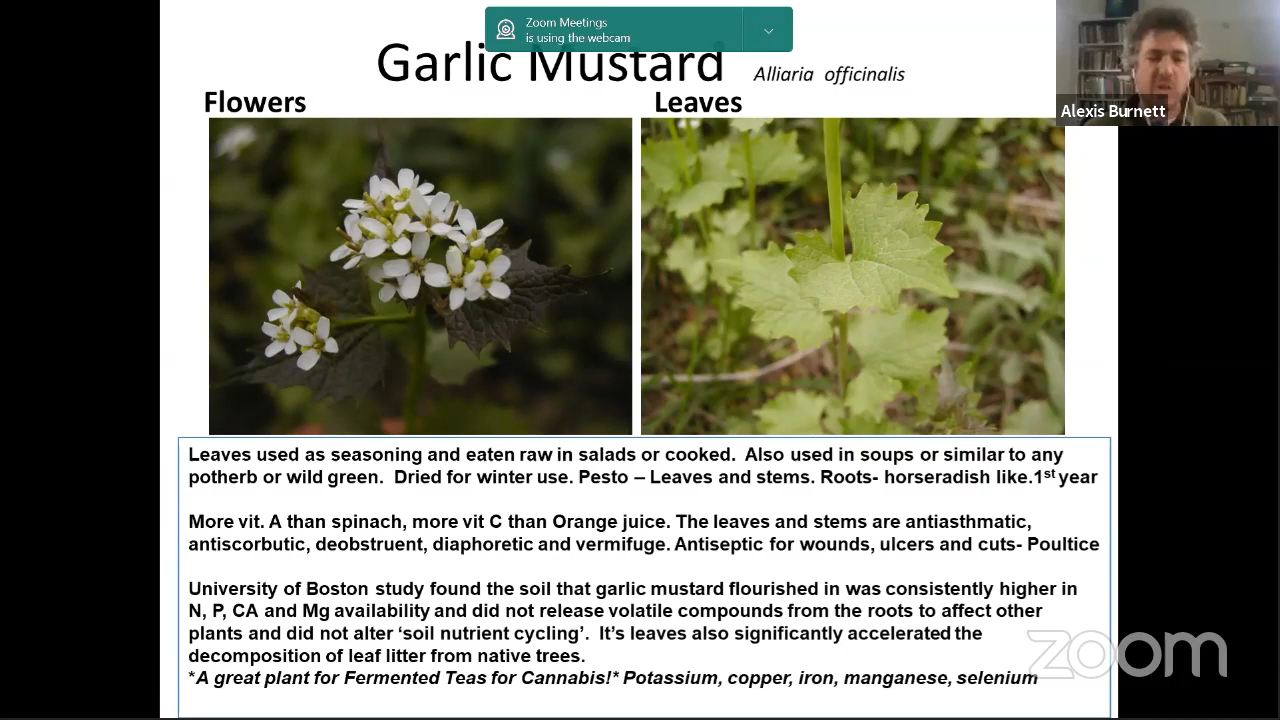 Zoom Meetings
is using the webcam
Garlic Mustard Alliaria officinalis
Alexis Burnett
Flowers Leaves
Leaves used as seasoning and eaten raw in salads or cooked. Also used in soups or similar to any
potherb or wild green. Dried for winter use. Pesto – Leaves and stems. Roots- horseradish like.1st year
More vit. A than spinach, more vit C than Orange juice. The leaves and stems are antiasthmatic,
antiscorbutic, deobstruent, diaphoretic and vermifuge. Antiseptic for wounds, ulcers and cuts- Poultice
University of Boston study found the soil that garlic mustard flourished in was consistently higher in
N, P, CA and Mg availability and did not release volatile compounds from the roots to affect other
plants and did not alter ‘soil nutrient cycling’. It’s leaves also significantly accelerated the
decomposition of leaf litter from native trees.
*A great plant for Fermented Teas for Cannabis!* Potassium, copper, iron, manganese, selenium
zoom